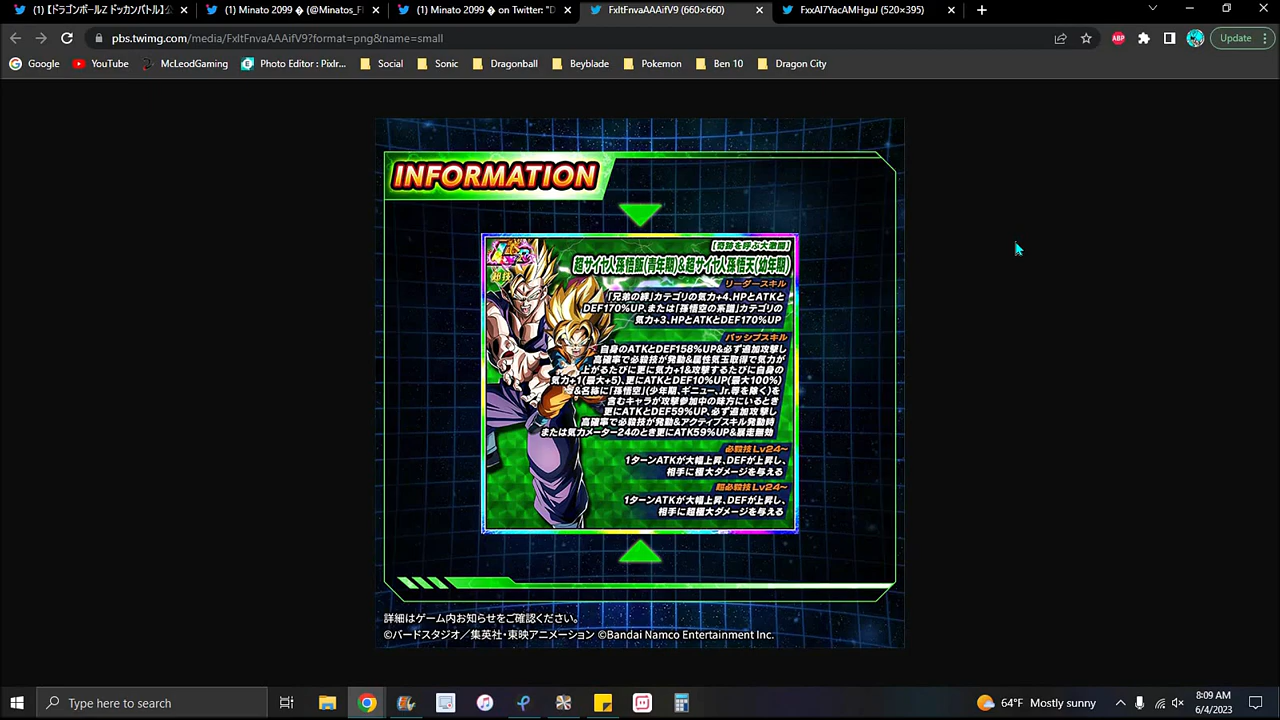 (1)【ドラゴンボールZ ドッカンバトル】公
(1) Minato 2099 � (@Minatos_Fl
(1) Minato 2099 � on Twitter: "D
FxItFnvaAAAifV9 (660×660)
FxxAI7YacAMHguJ (520×395)
pbs.twimg.com/media/FxItFnvaAAAifV9?format=png&name=small
ABP
Update
Google
YouTube
McLeodGaming
Photo Editor : Pixlr...
Social
Sonic
Dragonball
Beyblade
Pokemon
Ben 10
Dragon City
INFORMATION
[奇跡を呼ぶ大激闘]
超サイヤ人孫悟飯(青年期)&超サイヤ人孫悟天(幼年期)
超技
リーダースキル
「兄弟の絆」カテゴリの気力+4、HPとATKと
DEF170%UP、または「孫悟空の系譜」カテゴリの
気力+3、HPとATKとDEF170%UP
パッシブスキル
自身のATKとDEF158%UP&必ず追加攻撃し
高確率で必殺技が発動&属性気玉取得で気力が
上がるたびに更に気力+1&攻撃するたびに自身の
気力+1(最大+5)、更にATKとDEF10%UP(最大100%)
&名称に「孫悟空」(少年期、ギニュー、Jr.等を除く)を
含むキャラが攻撃参加中の味方にいるとき
更にATKとDEF59%UP、必ず追加攻撃し
高確率で必殺技が発動&アクティブスキル発動時
または気力メーター24のとき更にATK59%UP&暴走無効
必殺技Lv24~
1ターンATKが大幅上昇、DEFが上昇し、
相手に極大ダメージを与える
超必殺技Lv24~
1ターンATKが大幅上昇、DEFが上昇し、
相手に超極大ダメージを与える
詳細はゲーム内お知らせをご確認ください。
©バードスタジオ／集英社・東映アニメーション ©Bandai Namco Entertainment Inc.
Type here to search
64°F Mostly sunny
8:09 AM
6/4/2023